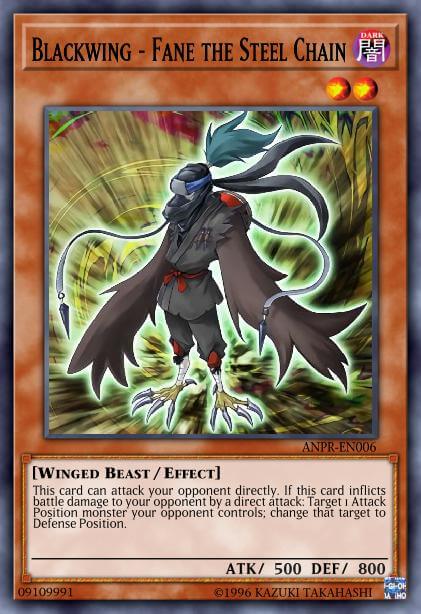 BLACKWING - FANE THE STEEL CHAIN
DARK
闇
ANPR-EN006
[WINGED BEAST / EFFECT]
This card can attack your opponent directly. If this card inflicts
battle damage to your opponent by a direct attack: Target 1 Attack
Position monster your opponent controls; change that target to
Defense Position.
ATK/ 500 DEF/ 800
09109991
©1996 KAZUKI TAKAHASHI